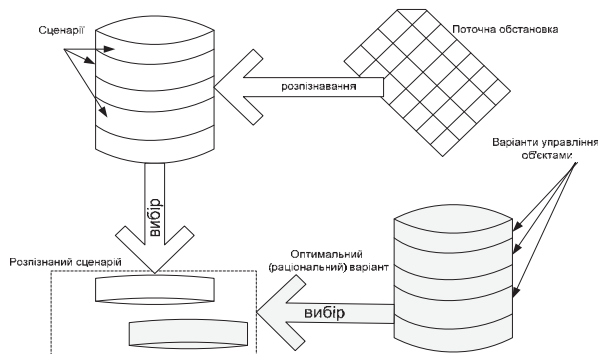 Сценарії
Поточна обстановка
розпізнавання
Варіанти управління
об'єктами
вибір
Оптимальний
(раціональний) варіант
Розпізнаний сценарій
вибір